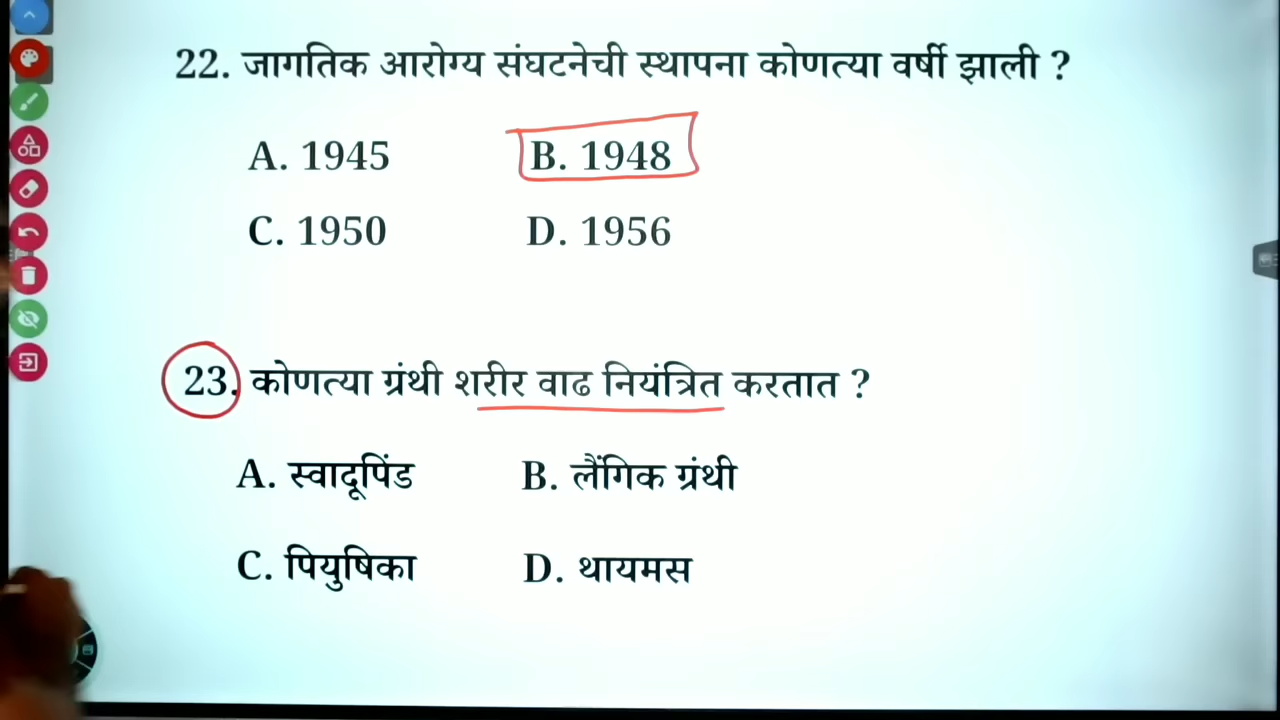 22. जागतिक आरोग्य संघटनेची स्थापना कोणत्या वर्षी झाली ?
A. 1945 B. 1948
C. 1950 D. 1956
23. कोणत्या ग्रंथी शरीर वाढ नियंत्रित करतात ?
A. स्वादूपिंड B. लैंगिक ग्रंथी
C. पियुषिका D. थायमस